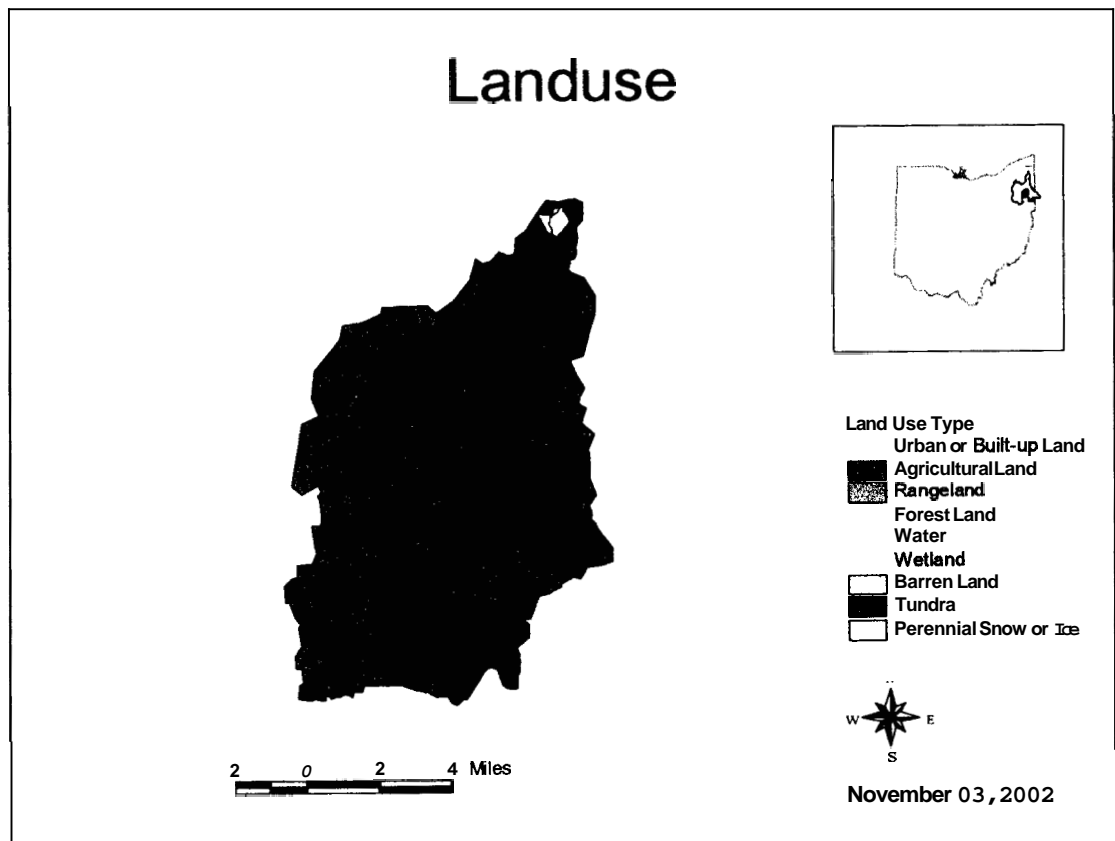 Landuse
Land Use Type
Urban or Built-up Land
Agricultural Land
Rangeland
Forest Land
Water
Wetland
Barren Land
Tundra
Perennial Snow or Ice
W E
S
2 0 2 4 Miles
November 03,2002